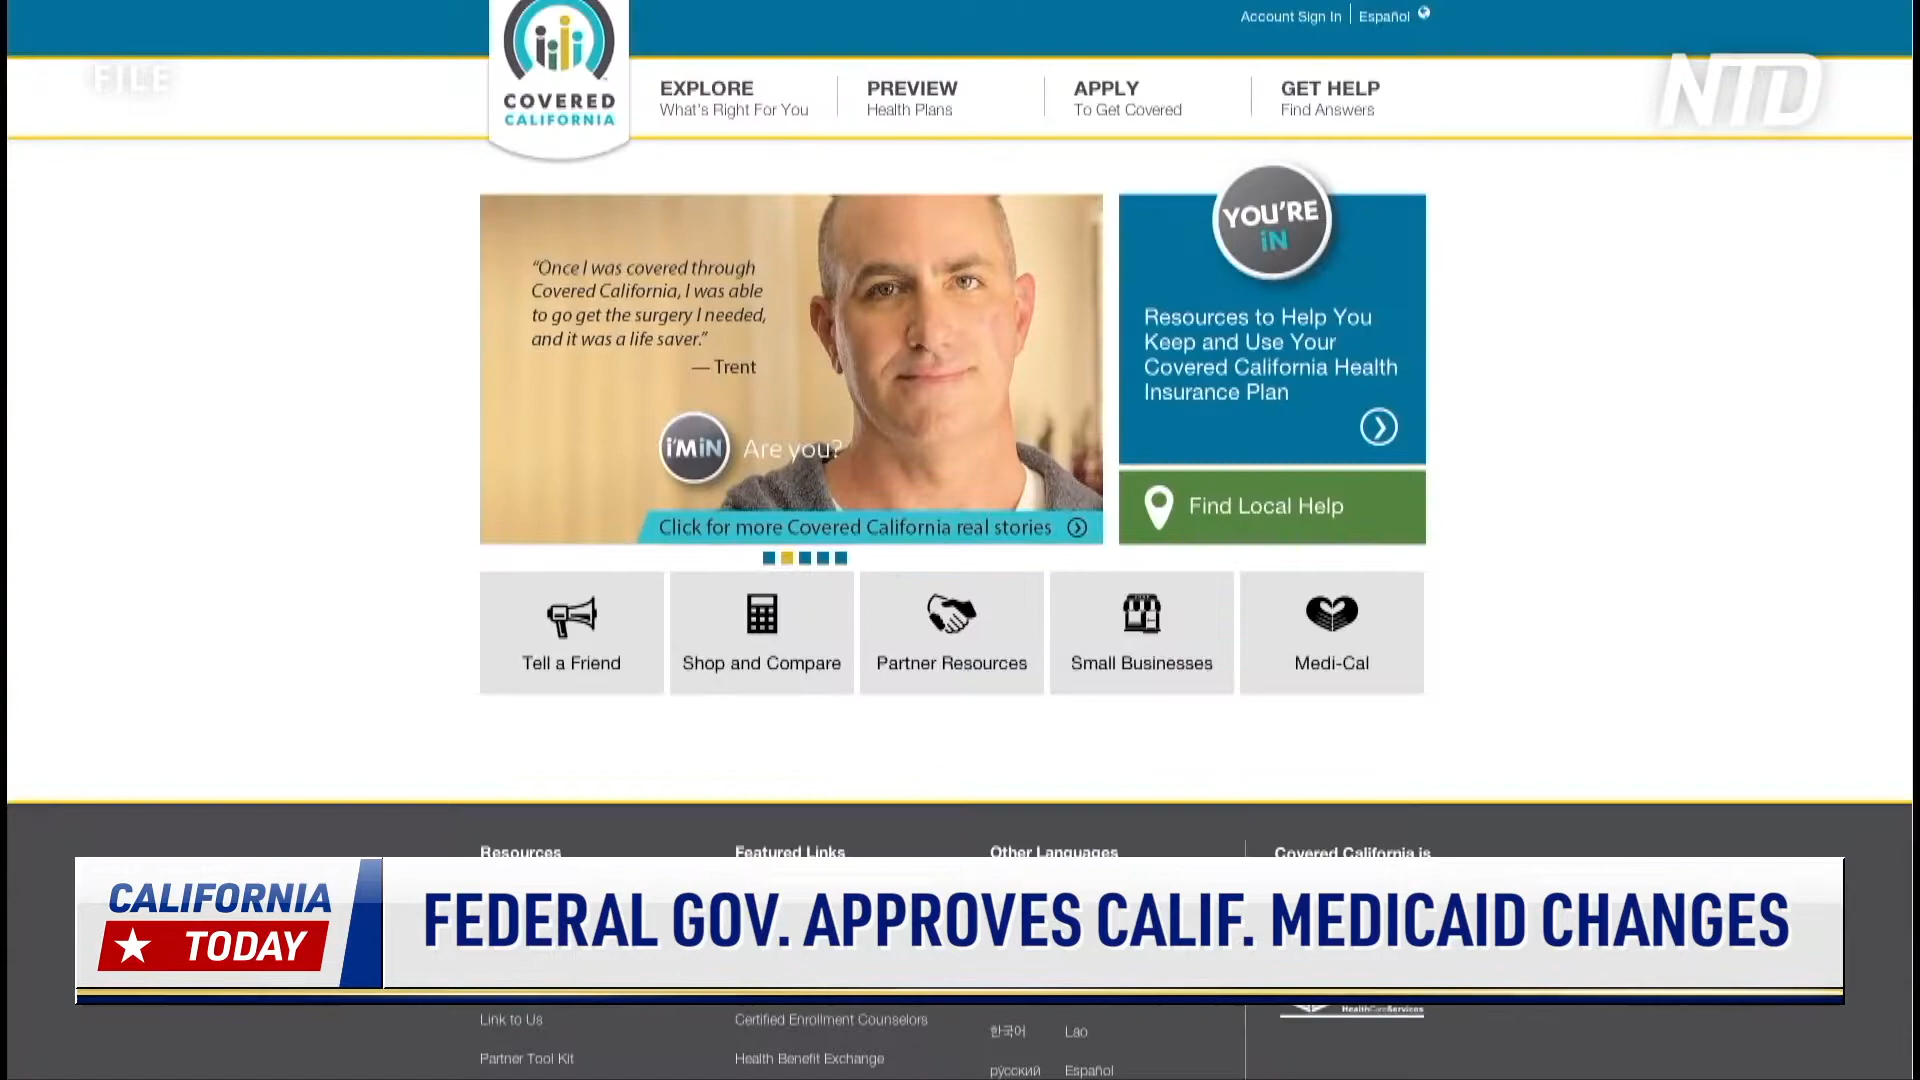 Account Sign In
Español
FILE
NTD
COVERED
CALIFORNIA
EXPLORE
What's Right For You
PREVIEW
Health Plans
APPLY
To Get Covered
GET HELP
Find Answers
“Once I was covered through
Covered California, I was able
to go get the surgery I needed,
and it was a life saver.”
— Trent
i'MiN
Are you?
Click for more Covered California real stories
YOU'RE
iN
Resources to Help You
Keep and Use Your
Covered California Health
Insurance Plan
Find Local Help
Tell a Friend
Shop and Compare
Partner Resources
Small Businesses
Medi-Cal
Resources
Featured Links
Other Languages
Covered California is
CALIFORNIA
TODAY
FEDERAL GOV. APPROVES CALIF. MEDICAID CHANGES
HealthCareServices
Link to Us
Certified Enrollment Counselors
한국어
Lao
Partner Tool Kit
Health Benefit Exchange
ру́сский
Español